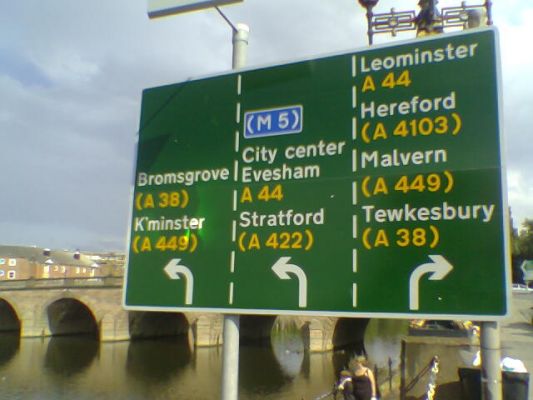 Bromsgrove
(A 38)
K'minster
(A 449)
(M 5)
City center
Evesham
A 44
Stratford
(A 422)
Leominster
A 44
Hereford
(A 4103)
Malvern
(A 449)
Tewkesbury
(A 38)